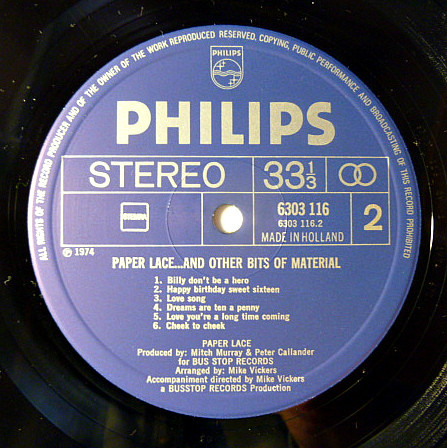 ALL RIGHTS OF THE RECORD PRODUCER AND OF THE OWNER OF THE WORK REPRODUCED RESERVED, COPYING, PUBLIC PERFORMANCE AND BROADCASTING OF THIS RECORD PROHIBITED
PHILIPS
PHILIPS
STEREO 33 1/3
STEMRA 6303 116 2
6303 116.2
MADE IN HOLLAND
℗ 1974
PAPER LACE...AND OTHER BITS OF MATERIAL
1. Billy don't be a hero
2. Happy birthday sweet sixteen
3. Love song
4. Dreams are ten a penny
5. Love you're a long time coming
6. Cheek to cheek
PAPER LACE
Produced by: Mitch Murray & Peter Callander
for BUS STOP RECORDS
Arranged by: Mike Vickers
Accompaniment directed by Mike Vickers
a BUSSTOP RECORDS Production